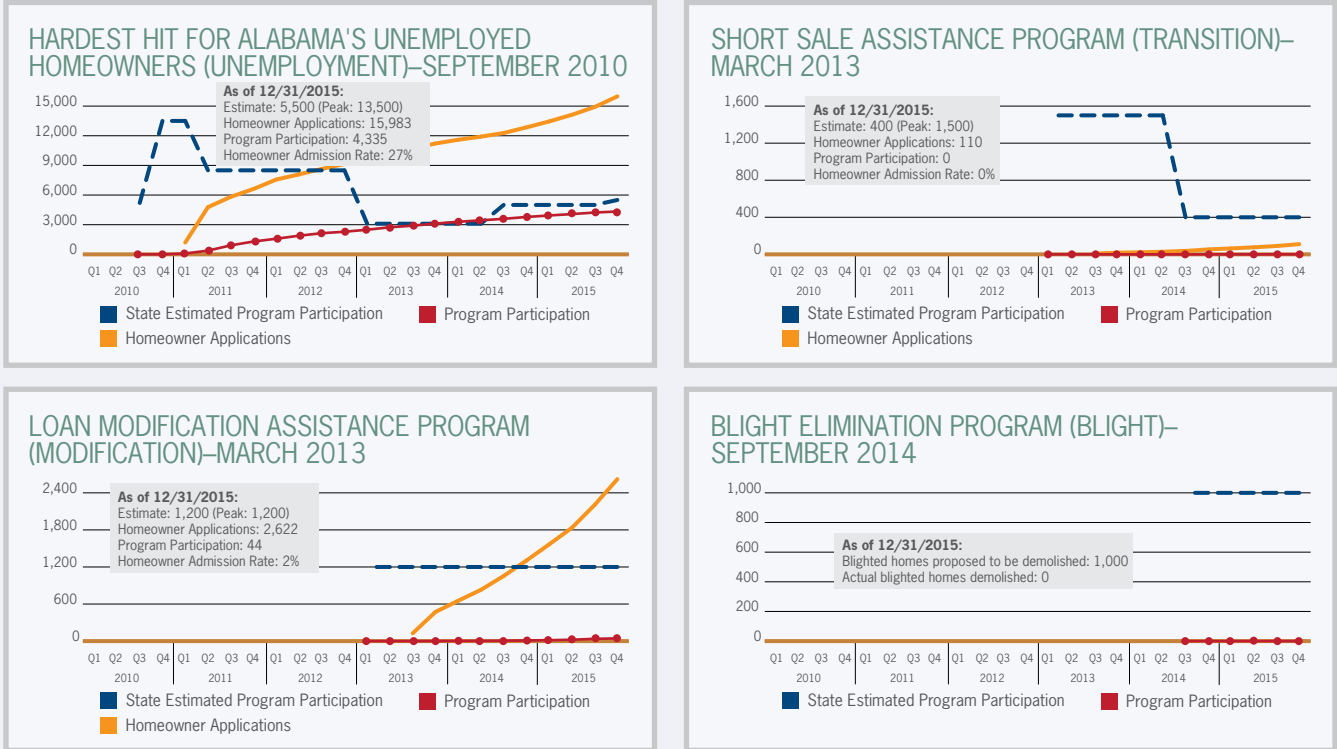 HARDEST HIT FOR ALABAMA'S UNEMPLOYED
HOMEOWNERS (UNEMPLOYMENT)–SEPTEMBER 2010
As of 12/31/2015:
Estimate: 5,500 (Peak: 13,500)
Homeowner Applications: 15,983
Program Participation: 4,335
Homeowner Admission Rate: 27%
15,000
12,000
9,000
6,000
3,000
0
Q1 Q2 Q3 Q4 Q1 Q2 Q3 Q4 Q1 Q2 Q3 Q4 Q1 Q2 Q3 Q4 Q1 Q2 Q3 Q4 Q1 Q2 Q3 Q4
2010 2011 2012 2013 2014 2015
State Estimated Program Participation Program Participation
Homeowner Applications
SHORT SALE ASSISTANCE PROGRAM (TRANSITION)–
MARCH 2013
As of 12/31/2015:
Estimate: 400 (Peak: 1,500)
Homeowner Applications: 110
Program Participation: 0
Homeowner Admission Rate: 0%
1,600
1,200
800
400
0
Q1 Q2 Q3 Q4 Q1 Q2 Q3 Q4 Q1 Q2 Q3 Q4 Q1 Q2 Q3 Q4 Q1 Q2 Q3 Q4 Q1 Q2 Q3 Q4
2010 2011 2012 2013 2014 2015
State Estimated Program Participation Program Participation
Homeowner Applications
LOAN MODIFICATION ASSISTANCE PROGRAM
(MODIFICATION)–MARCH 2013
As of 12/31/2015:
Estimate: 1,200 (Peak: 1,200)
Homeowner Applications: 2,622
Program Participation: 44
Homeowner Admission Rate: 2%
2,400
1,800
1,200
600
0
Q1 Q2 Q3 Q4 Q1 Q2 Q3 Q4 Q1 Q2 Q3 Q4 Q1 Q2 Q3 Q4 Q1 Q2 Q3 Q4 Q1 Q2 Q3 Q4
2010 2011 2012 2013 2014 2015
State Estimated Program Participation Program Participation
Homeowner Applications
BLIGHT ELIMINATION PROGRAM (BLIGHT)–
SEPTEMBER 2014
As of 12/31/2015:
Blighted homes proposed to be demolished: 1,000
Actual blighted homes demolished: 0
1,000
800
600
400
200
0
Q1 Q2 Q3 Q4 Q1 Q2 Q3 Q4 Q1 Q2 Q3 Q4 Q1 Q2 Q3 Q4 Q1 Q2 Q3 Q4 Q1 Q2 Q3 Q4
2010 2011 2012 2013 2014 2015
State Estimated Program Participation Program Participation